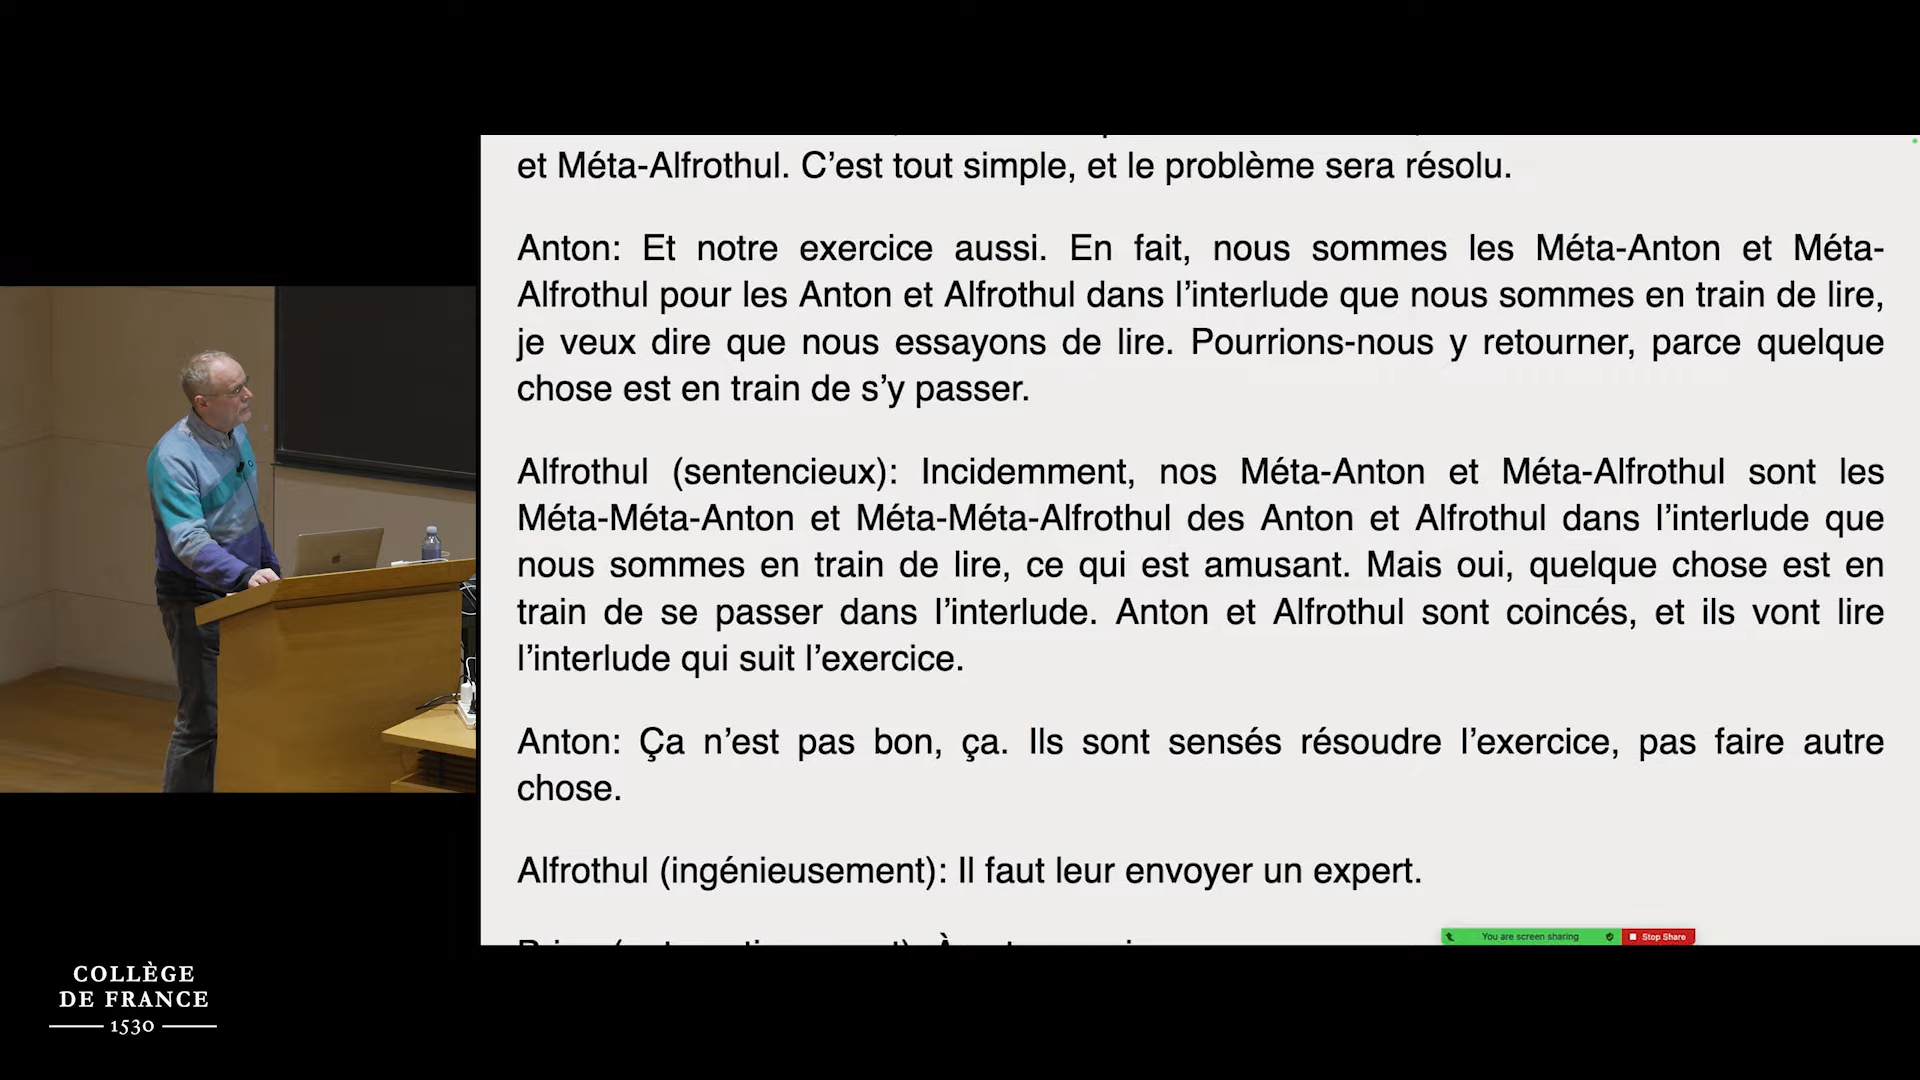 et Méta-Alfrothul. C’est tout simple, et le problème sera résolu.
Anton: Et notre exercice aussi. En fait, nous sommes les Méta-Anton et Méta-
Alfrothul pour les Anton et Alfrothul dans l’interlude que nous sommes en train de lire,
je veux dire que nous essayons de lire. Pourrions-nous y retourner, parce quelque
chose est en train de s’y passer.
Alfrothul (sentencieux): Incidemment, nos Méta-Anton et Méta-Alfrothul sont les
Méta-Méta-Anton et Méta-Méta-Alfrothul des Anton et Alfrothul dans l’interlude que
nous sommes en train de lire, ce qui est amusant. Mais oui, quelque chose est en
train de se passer dans l’interlude. Anton et Alfrothul sont coincés, et ils vont lire
l’interlude qui suit l’exercice.
Anton: Ça n’est pas bon, ça. Ils sont sensés résoudre l’exercice, pas faire autre
chose.
Alfrothul (ingénieusement): Il faut leur envoyer un expert.
You are screen sharing
Stop Share
COLLÈGE
DE FRANCE
1530